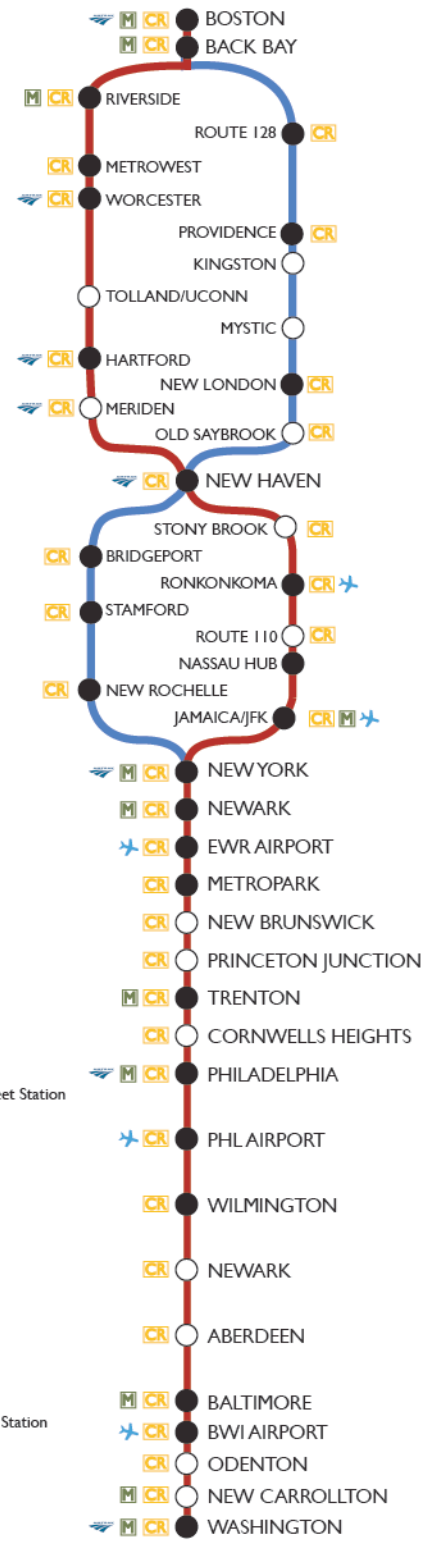 M CR BOSTON
M CR BACK BAY
M CR RIVERSIDE
ROUTE 128 CR
CR METROWEST
CR WORCESTER
PROVIDENCE CR
KINGSTON
TOLLAND/UCONN
MYSTIC
CR HARTFORD
NEW LONDON CR
CR MERIDEN
OLD SAYBROOK CR
CR NEW HAVEN
STONY BROOK CR
CR BRIDGEPORT
RONKONKOMA CR
CR STAMFORD
ROUTE 110 CR
NASSAU HUB
CR NEW ROCHELLE
JAMAICA/JFK CR M
M CR NEW YORK
M CR NEWARK
CR EWR AIRPORT
CR METROPARK
CR NEW BRUNSWICK
CR PRINCETON JUNCTION
M CR TRENTON
CR CORNWELLS HEIGHTS
M CR PHILADELPHIA
eet Station
CR PHL AIRPORT
CR WILMINGTON
CR NEWARK
CR ABERDEEN
M CR BALTIMORE
Station
CR BWI AIRPORT
CR ODENTON
M CR NEW CARROLLTON
M CR WASHINGTON